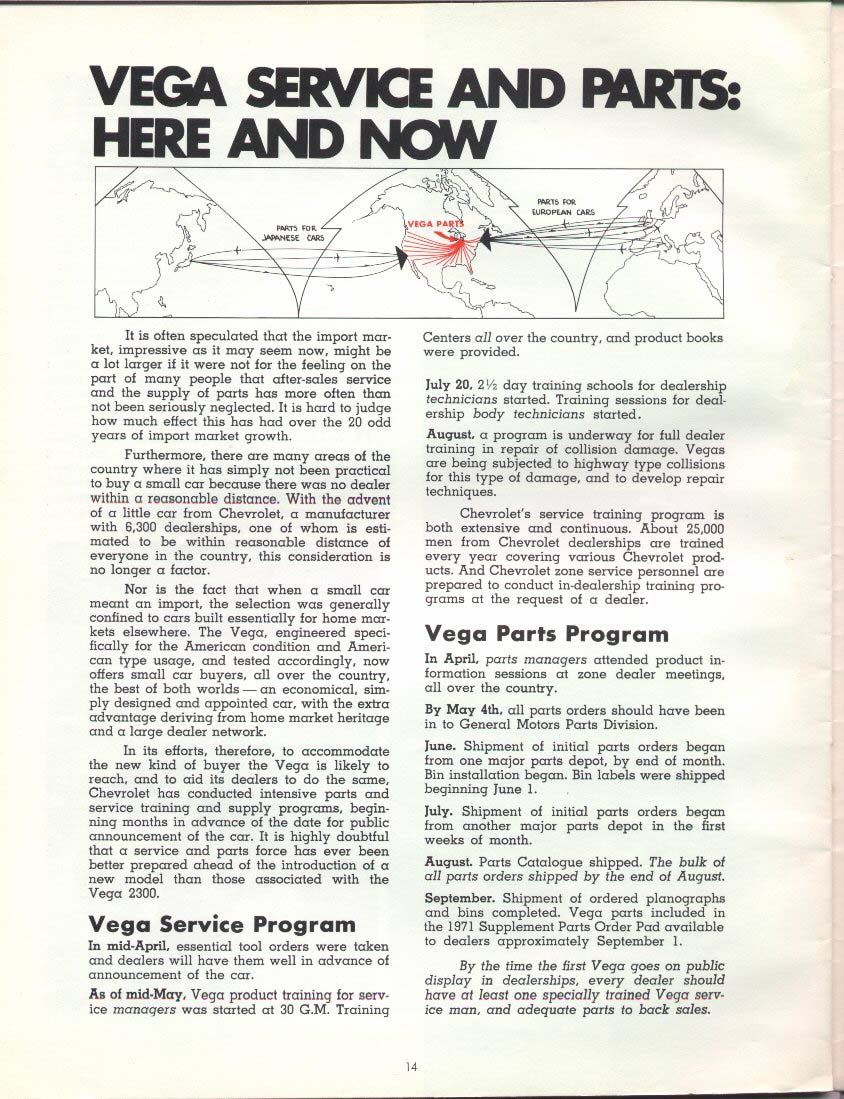 VEGA SERVICE AND PARTS:
HERE AND NOW
PARTS FOR
JAPANESE CARS
VEGA PARTS
PARTS FOR
EUROPEAN CARS
It is often speculated that the import mar-
ket, impressive as it may seem now, might be
a lot larger if it were not for the feeling on the
part of many people that after-sales service
and the supply of parts has more often than
not been seriously neglected. It is hard to judge
how much effect this has had over the 20 odd
years of import market growth.
Furthermore, there are many areas of the
country where it has simply not been practical
to buy a small car because there was no dealer
within a reasonable distance. With the advent
of a little car from Chevrolet, a manufacturer
with 6,300 dealerships, one of whom is esti-
mated to be within reasonable distance of
everyone in the country, this consideration is
no longer a factor.
Nor is the fact that when a small car
meant an import, the selection was generally
confined to cars built essentially for home mar-
kets elsewhere. The Vega, engineered speci-
fically for the American condition and Ameri-
can type usage, and tested accordingly, now
offers small car buyers, all over the country,
the best of both worlds — an economical, sim-
ply designed and appointed car, with the extra
advantage deriving from home market heritage
and a large dealer network.
In its efforts, therefore, to accommodate
the new kind of buyer the Vega is likely to
reach, and to aid its dealers to do the same,
Chevrolet has conducted intensive parts and
service training and supply programs, begin-
ning months in advance of the date for public
announcement of the car. It is highly doubtful
that a service and parts force has ever been
better prepared ahead of the introduction of a
new model than those associated with the
Vega 2300.
Vega Service Program
In mid-April, essential tool orders were taken
and dealers will have them well in advance of
announcement of the car.
As of mid-May, Vega product training for serv-
ice managers was started at 30 G.M. Training
Centers all over the country, and product books
were provided.
July 20, 2½ day training schools for dealership
technicians started. Training sessions for deal-
ership body technicians started.
August, a program is underway for full dealer
training in repair of collision damage. Vegas
are being subjected to highway type collisions
for this type of damage, and to develop repair
techniques.
Chevrolet's service training program is
both extensive and continuous. About 25,000
men from Chevrolet dealerships are trained
every year covering various Chevrolet prod-
ucts. And Chevrolet zone service personnel are
prepared to conduct in-dealership training pro-
grams at the request of a dealer.
Vega Parts Program
In April, parts managers attended product in-
formation sessions at zone dealer meetings,
all over the country.
By May 4th, all parts orders should have been
in to General Motors Parts Division.
June. Shipment of initial parts orders began
from one major parts depot, by end of month.
Bin installation began. Bin labels were shipped
beginning June 1.
July. Shipment of initial parts orders began
from another major parts depot in the first
weeks of month.
August. Parts Catalogue shipped. The bulk of
all parts orders shipped by the end of August.
September. Shipment of ordered planographs
and bins completed. Vega parts included in
the 1971 Supplement Parts Order Pad available
to dealers approximately September 1.
By the time the first Vega goes on public
display in dealerships, every dealer should
have at least one specially trained Vega serv-
ice man, and adequate parts to back sales.
14